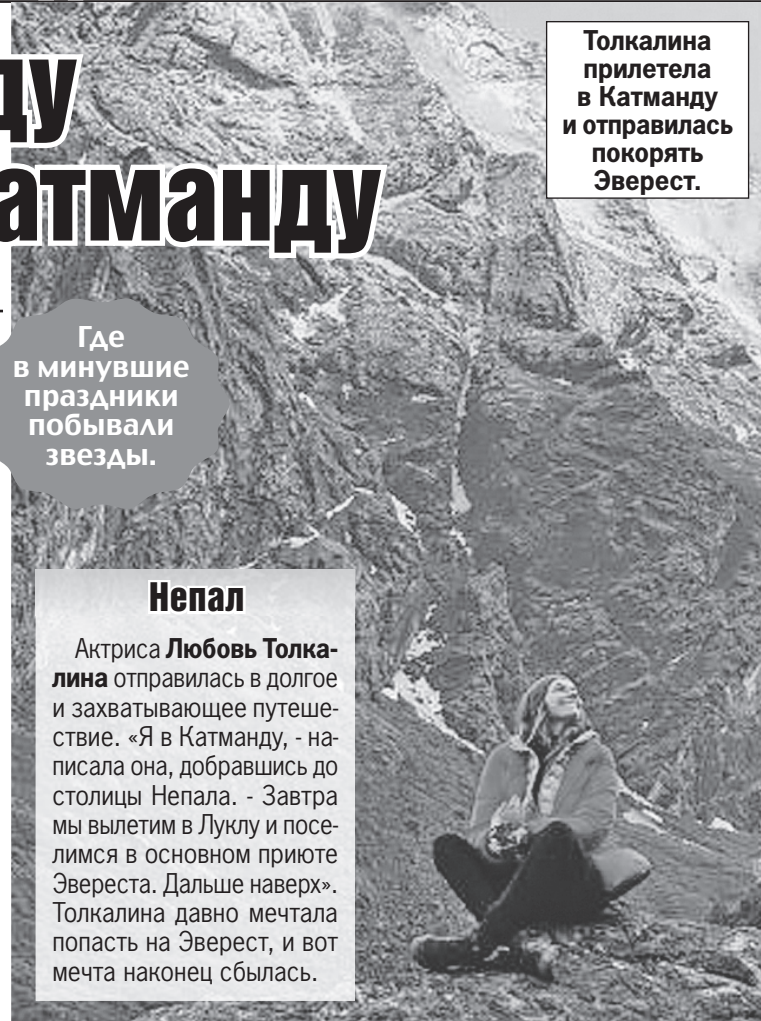 ду
атманду
Толкалина
прилетела
в Катманду
и отправилась
покорять
Эверест.
Где
в минувшие
праздники
побывали
звезды.
Непал
Актриса Любовь Толка-
лина отправилась в долгое
и захватывающее путеше-
ствие. «Я в Катманду, - на-
писала она, добравшись до
столицы Непала. - Завтра
мы вылетим в Луклу и посе-
лимся в основном приюте
Эвереста. Дальше наверх».
Толкалина давно мечтала
попасть на Эверест, и вот
мечта наконец сбылась.